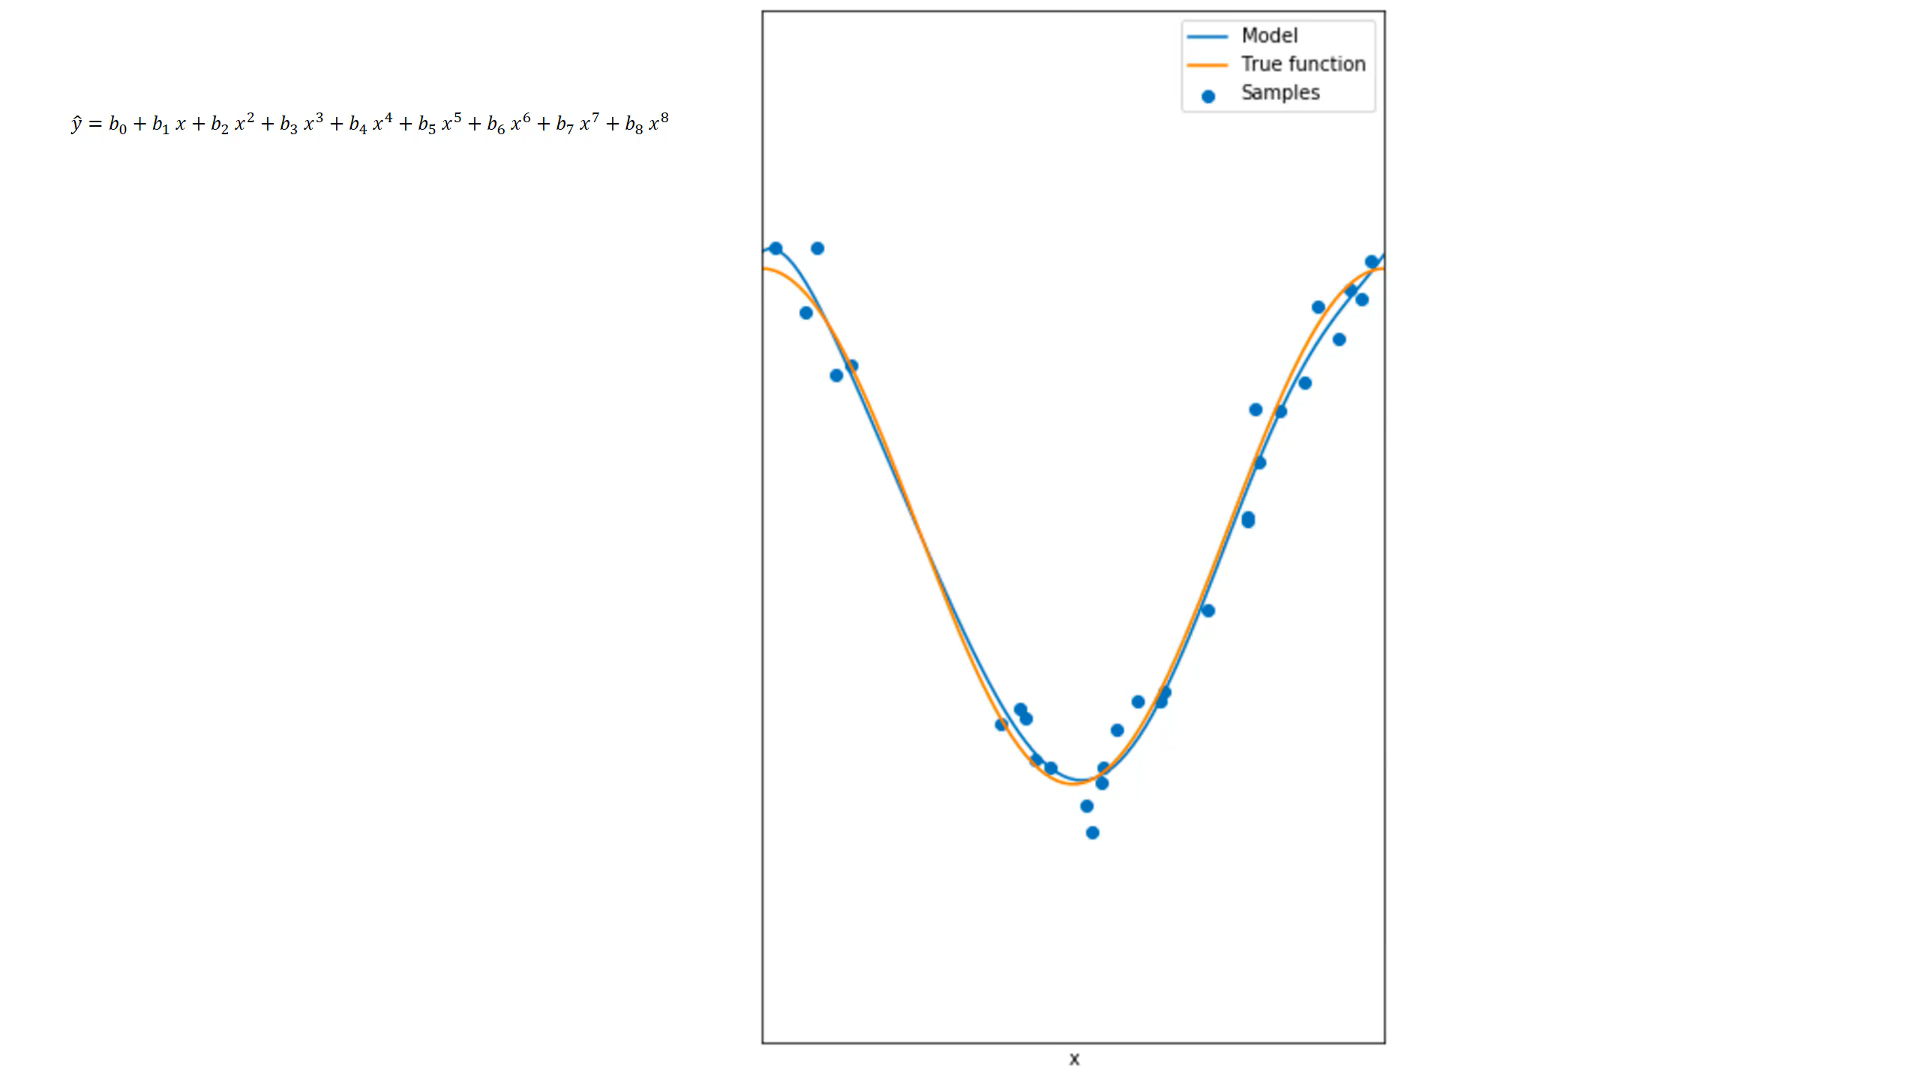 ŷ = b₀ + b₁ x + b₂ x² + b₃ x³ + b₄ x⁴ + b₅ x⁵ + b₆ x⁶ + b₇ x⁷ + b₈ x⁸
Model
True function
Samples
x